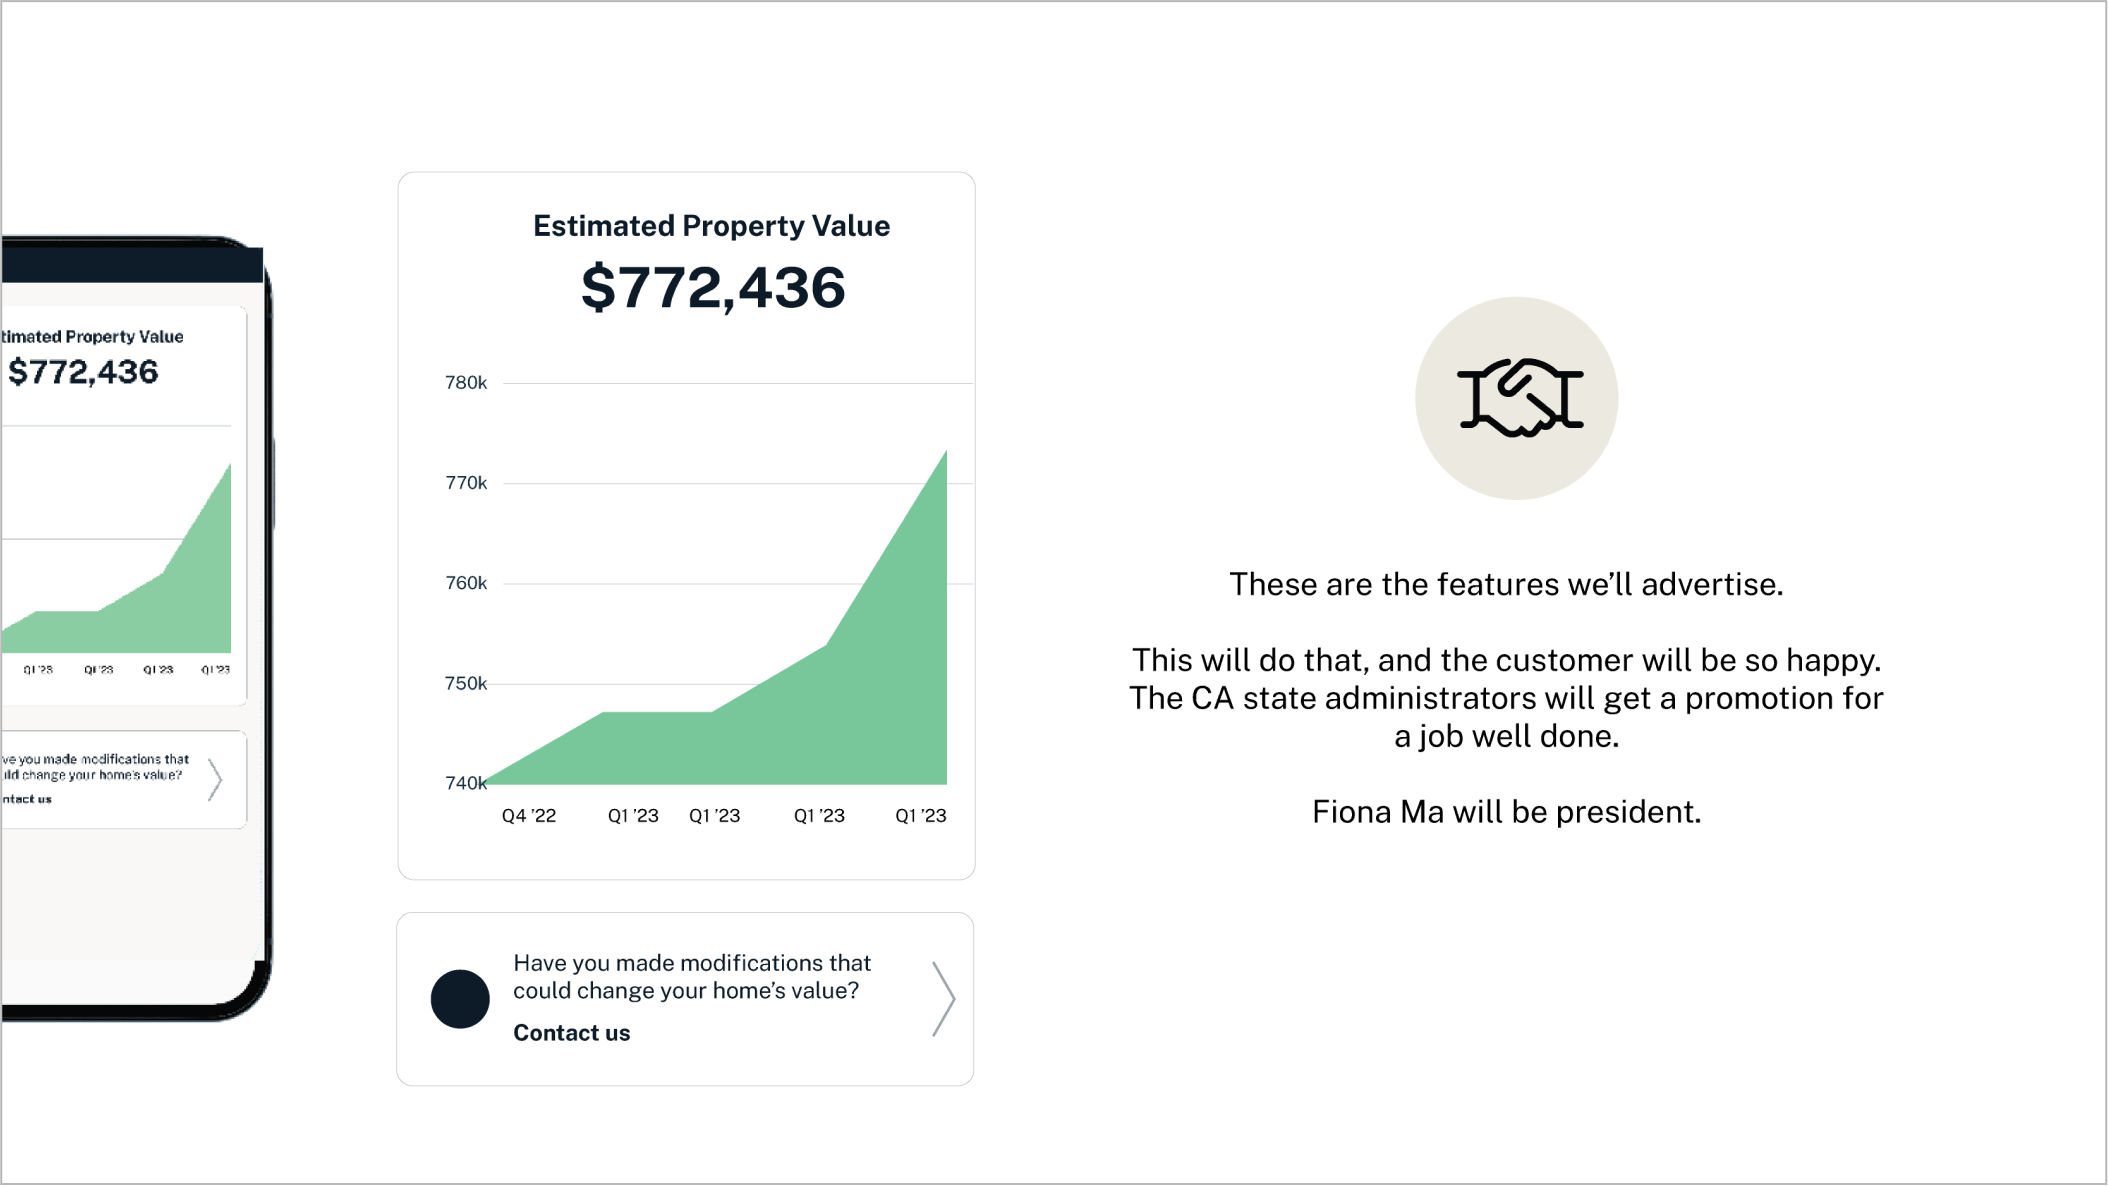 timated Property Value
$772,436
Q1 '23
Q1 '23
Q1 '23
Q1 '23
ve you made modifications that
uld change your home's value?
ntact us
Estimated Property Value
$772,436
780k
770k
760k
750k
740k
Q4 ’22
Q1 ’23
Q1 ’23
Q1 ’23
Q1 ’23
Have you made modifications that
could change your home’s value?
Contact us
These are the features we’ll advertise.
This will do that, and the customer will be so happy.
The CA state administrators will get a promotion for
a job well done.
Fiona Ma will be president.